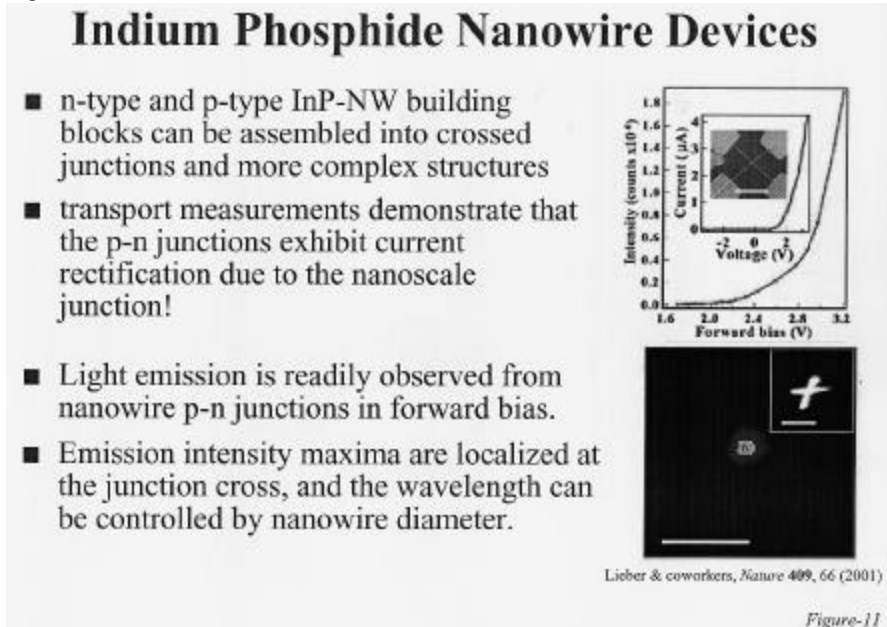 Indium Phosphide Nanowire Devices
■ n-type and p-type InP-NW building
blocks can be assembled into crossed
junctions and more complex structures
■ transport measurements demonstrate that
the p-n junctions exhibit current
rectification due to the nanoscale
junction!
■ Light emission is readily observed from
nanowire p-n junctions in forward bias.
■ Emission intensity maxima are localized at
the junction cross, and the wavelength can
be controlled by nanowire diameter.
Intensity (counts x10⁴)
1.8
1.6
1.4
1.2
1.0
0.8
0.6
0.4
0.2
0.0
1.6 2.0 2.4 2.8 3.2
Forward bias (V)
Current (μA)
4
3
2
1
0
-2 0 2
Voltage (V)
Lieber & coworkers, Nature 409, 66 (2001)
Figure-11